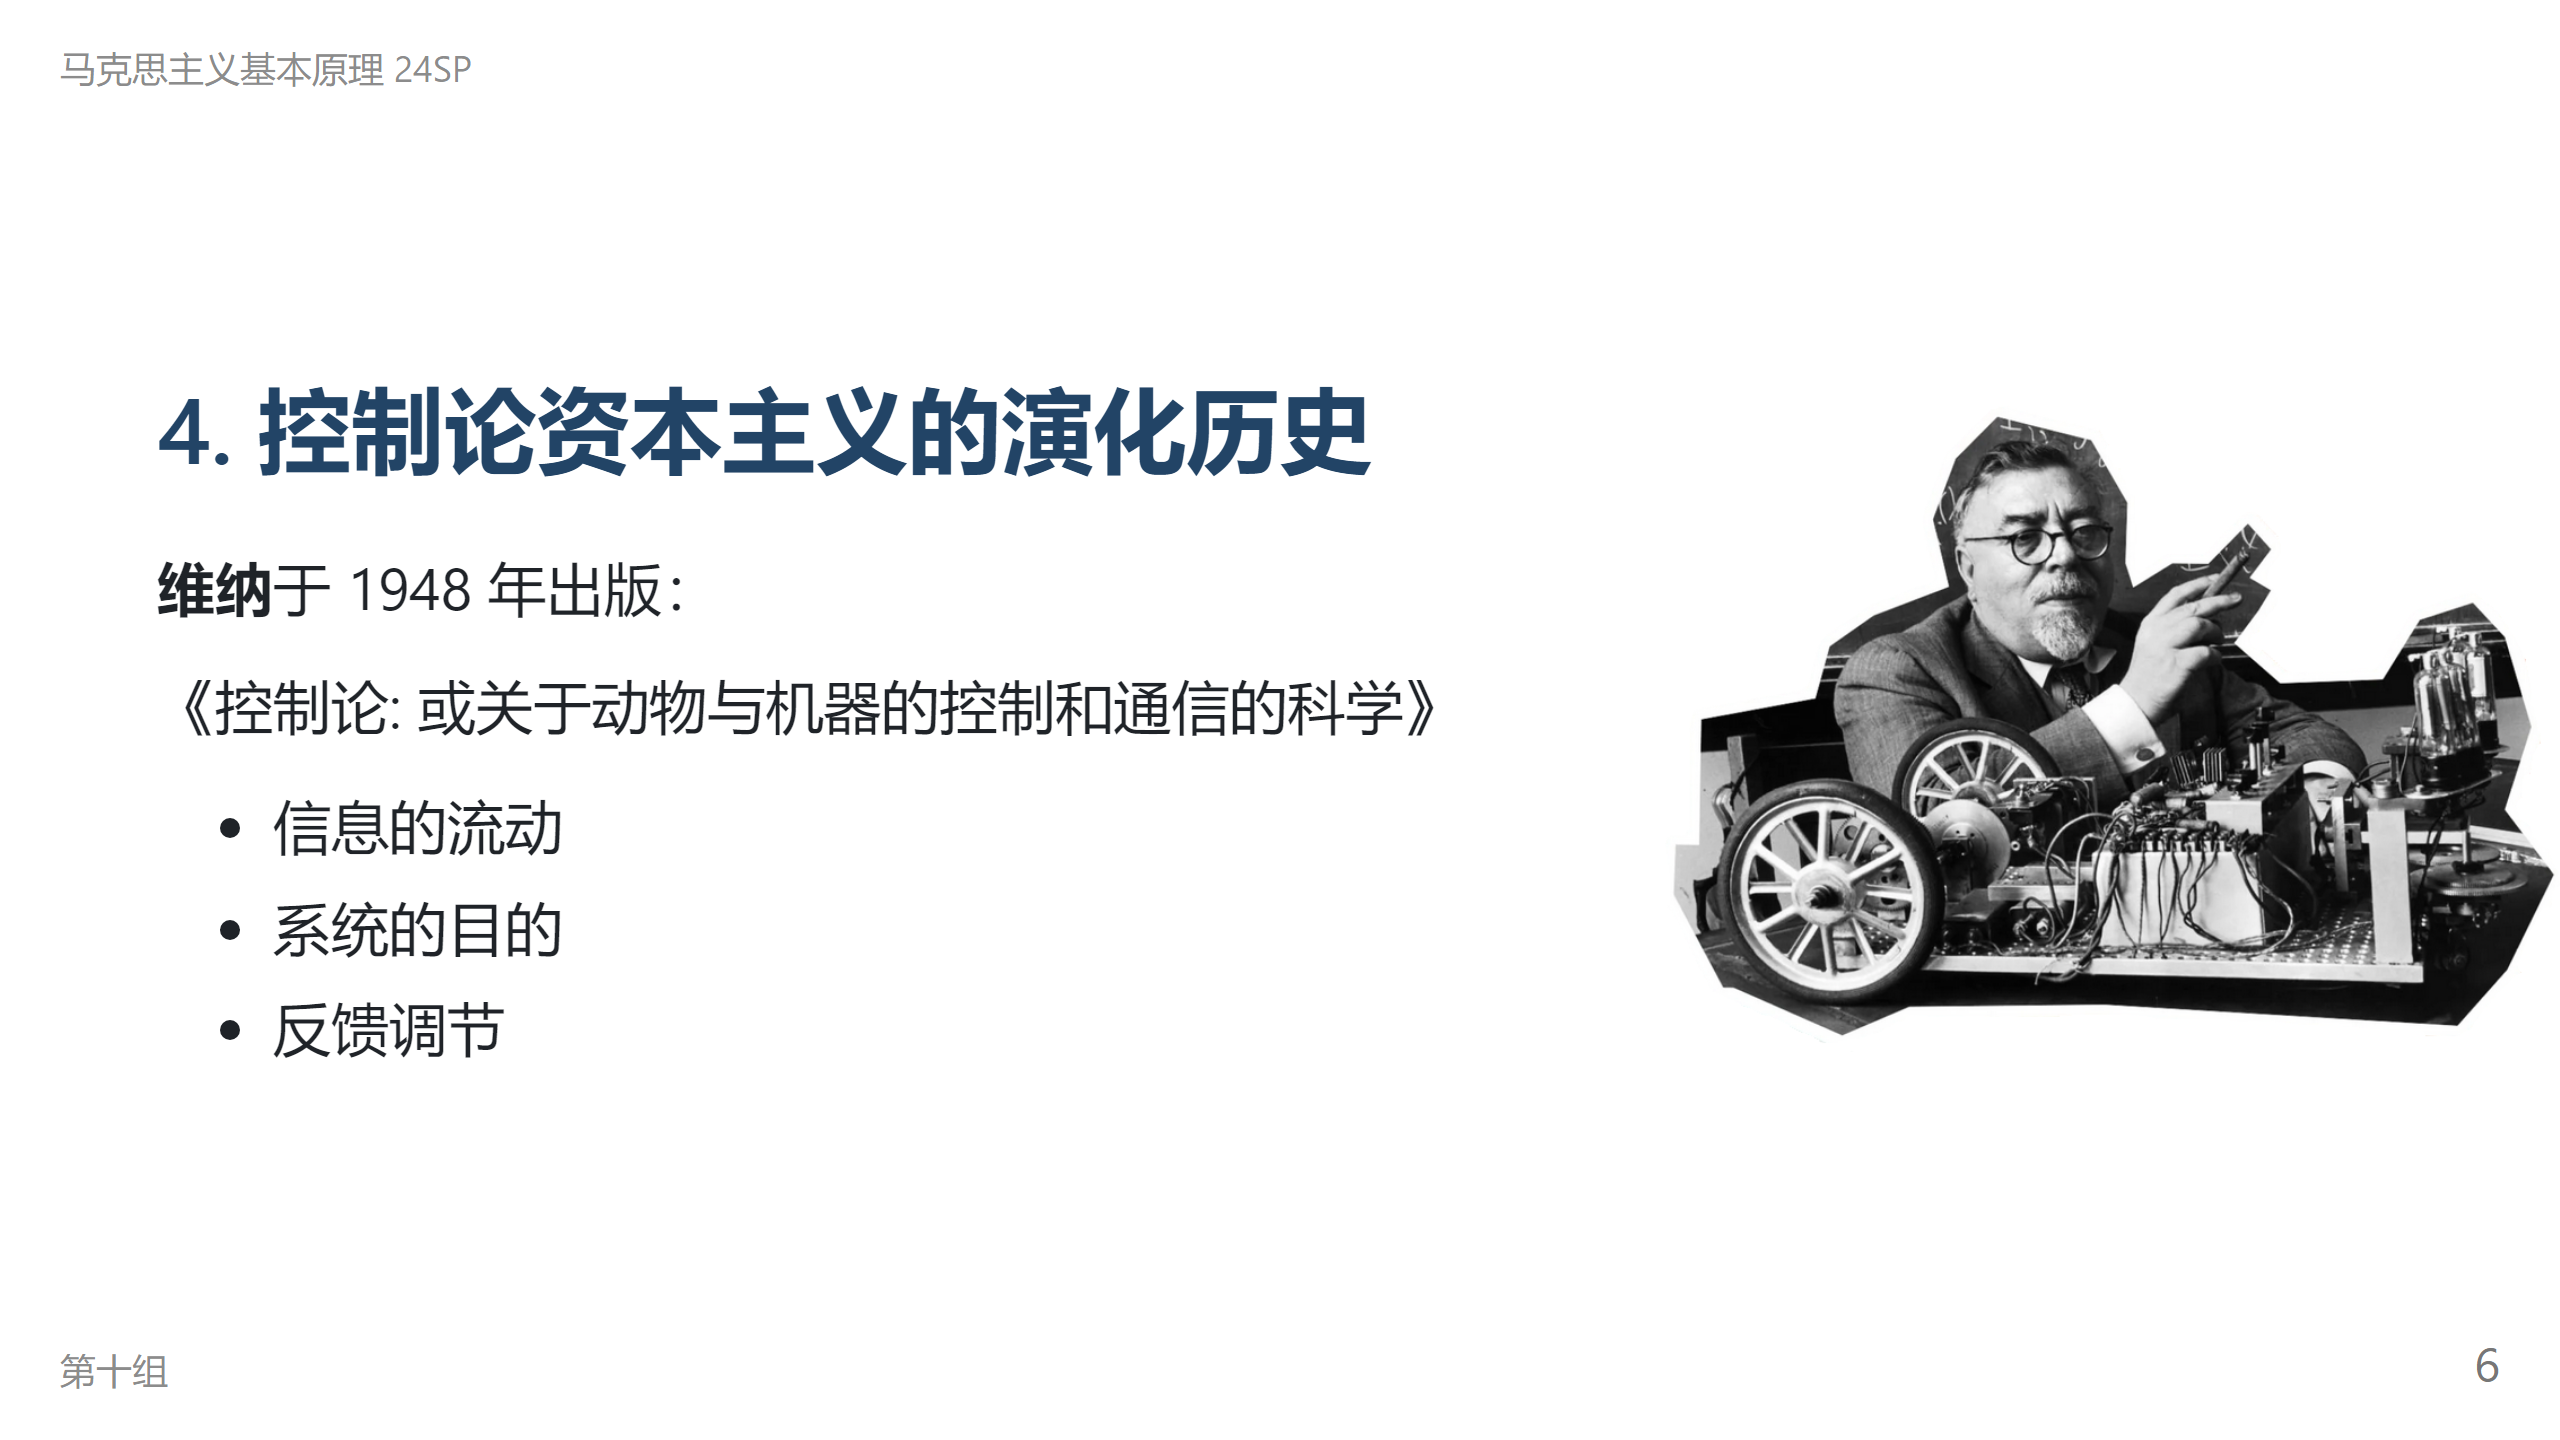 马克思主义基本原理 24SP
4. 控制论资本主义的演化历史
维纳于 1948 年出版：
《控制论: 或关于动物与机器的控制和通信的科学》
• 信息的流动
• 系统的目的
• 反馈调节
第十组
6